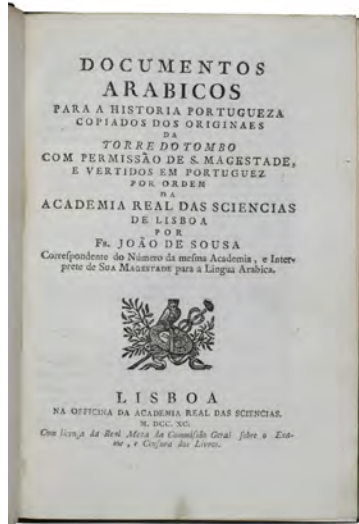 DOCUMENTOS
ARABICOS
PARA A HISTORIA PORTUGUEZA
COPIADOS DOS ORIGINAES
DA
TORRE DO TOMBO
COM PERMISSÃO DE S. MAGESTADE,
E VERTIDOS EM PORTUGUEZ
POR ORDEM
DA
ACADEMIA REAL DAS SCIENCIAS
DE LISBOA
POR
FR. JOÃO DE SOUSA
Correspondente do Número da mesma Academia, e Inter-
prete de SUA MAGESTADE para a Lingua Arabica.
LISBOA
NA OFFICINA DA ACADEMIA REAL DAS SCIENCIAS.
M. DCC. XC.
Com licença da Real Meza da Commissão Geral sobre o Exa-
me, e Censura dos Livros.